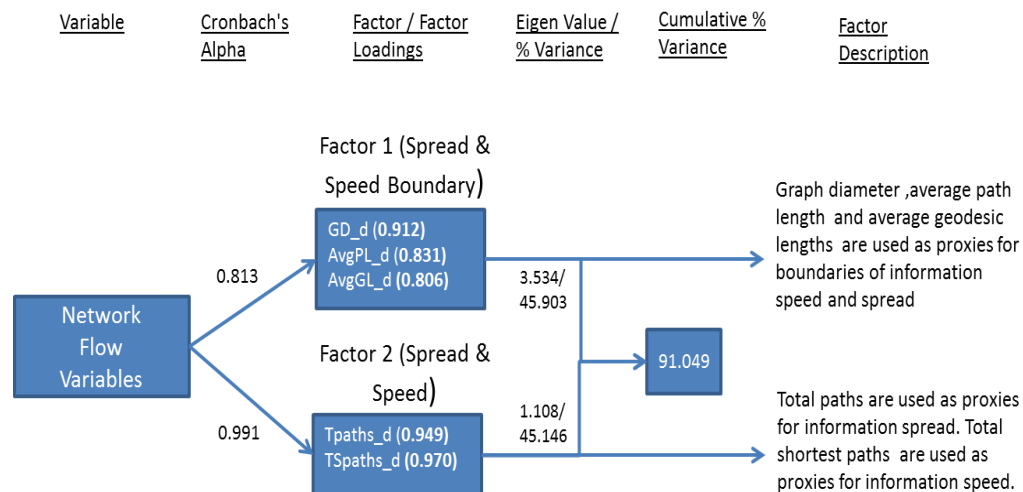 Variable
Cronbach's
Alpha
Factor / Factor
Loadings
Eigen Value /
% Variance
Cumulative %
Variance
Factor
Description
Network
Flow
Variables
0.813
0.991
Factor 1 (Spread &
Speed Boundary)
GD_d (0.912)
AvgPL_d (0.831)
AvgGL_d (0.806)
3.534/
45.903
Graph diameter ,average path
length and average geodesic
lengths are used as proxies for
boundaries of information
speed and spread
91.049
Factor 2 (Spread &
Speed)
Tpaths_d (0.949)
TSpaths_d (0.970)
1.108/
45.146
Total paths are used as proxies
for information spread. Total
shortest paths are used as
proxies for information speed.